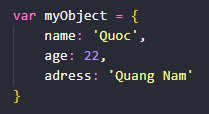 var myObject = {
    name: 'Quoc',
    age: 22,
    adress: 'Quang Nam'
}